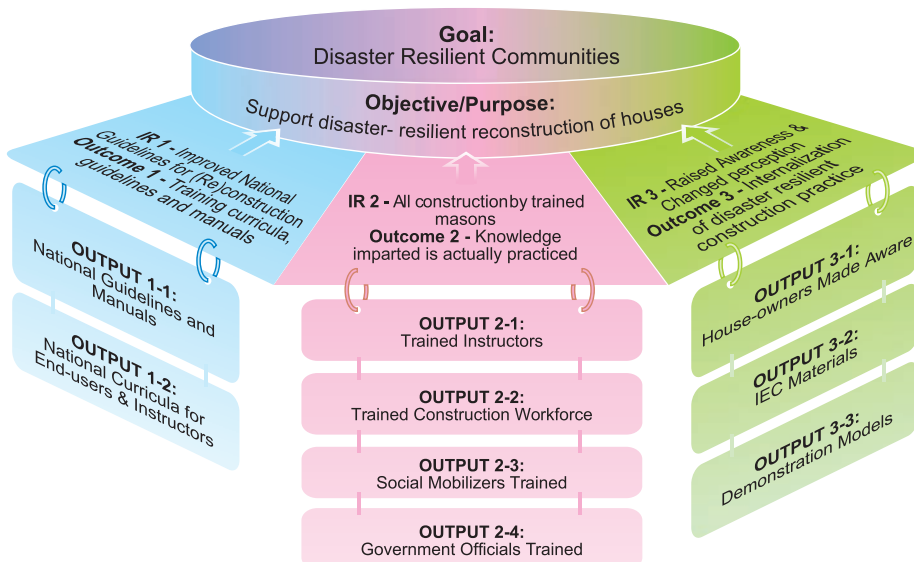 Goal:
Disaster Resilient Communities
Objective/Purpose:
Support disaster- resilient reconstruction of houses
IR 1 - Improved National
Guidelines for (Re)construction
Outcome 1 - Training curricula,
guidelines and manuals
OUTPUT 1-1:
National Guidelines and
Manuals
OUTPUT 1-2:
National Curricula for
End-users & Instructors
IR 2 - All construction by trained
masons
Outcome 2 - Knowledge
imparted is actually practiced
OUTPUT 2-1:
Trained Instructors
OUTPUT 2-2:
Trained Construction Workforce
OUTPUT 2-3:
Social Mobilizers Trained
OUTPUT 2-4:
Government Officials Trained
IR 3 - Raised Awareness &
Changed perception
Outcome 3 - Internalization
of disaster resilient
construction practice
OUTPUT 3-1:
House-owners Made Aware
OUTPUT 3-2:
IEC Materials
OUTPUT 3-3:
Demonstration Models